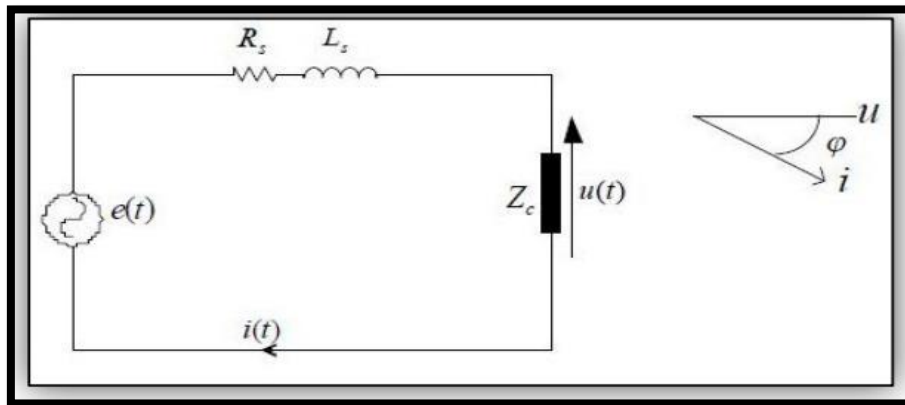 R_s L_s
e(t)
Z_c u(t)
i(t)
u
φ
i